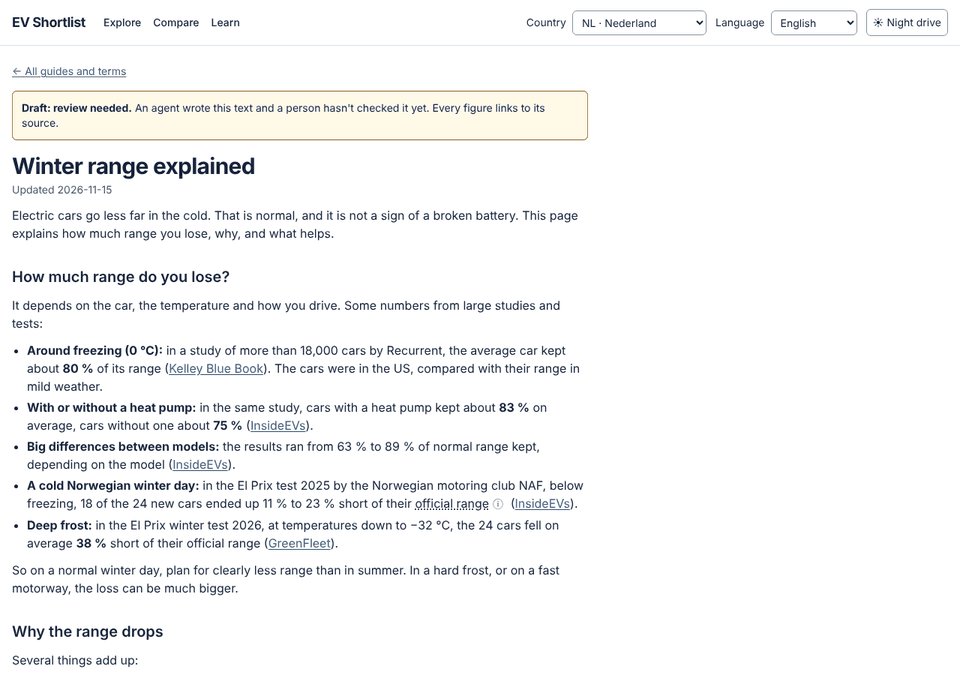 EV Shortlist Explore Compare Learn Country NL · Nederland Language English ☀ Night drive
← All guides and terms
Draft: review needed. An agent wrote this text and a person hasn't checked it yet. Every figure links to its
source.
Winter range explained
Updated 2026-11-15
Electric cars go less far in the cold. That is normal, and it is not a sign of a broken battery. This page
explains how much range you lose, why, and what helps.
How much range do you lose?
It depends on the car, the temperature and how you drive. Some numbers from large studies and
tests:
• Around freezing (0 °C): in a study of more than 18,000 cars by Recurrent, the average car kept
about 80 % of its range (Kelley Blue Book). The cars were in the US, compared with their range in
mild weather.
• With or without a heat pump: in the same study, cars with a heat pump kept about 83 % on
average, cars without one about 75 % (InsideEVs).
• Big differences between models: the results ran from 63 % to 89 % of normal range kept,
depending on the model (InsideEVs).
• A cold Norwegian winter day: in the El Prix test 2025 by the Norwegian motoring club NAF, below
freezing, 18 of the 24 new cars ended up 11 % to 23 % short of their official range ⓘ (InsideEVs).
• Deep frost: in the El Prix winter test 2026, at temperatures down to −32 °C, the 24 cars fell on
average 38 % short of their official range (GreenFleet).
So on a normal winter day, plan for clearly less range than in summer. In a hard frost, or on a fast
motorway, the loss can be much bigger.
Why the range drops
Several things add up: